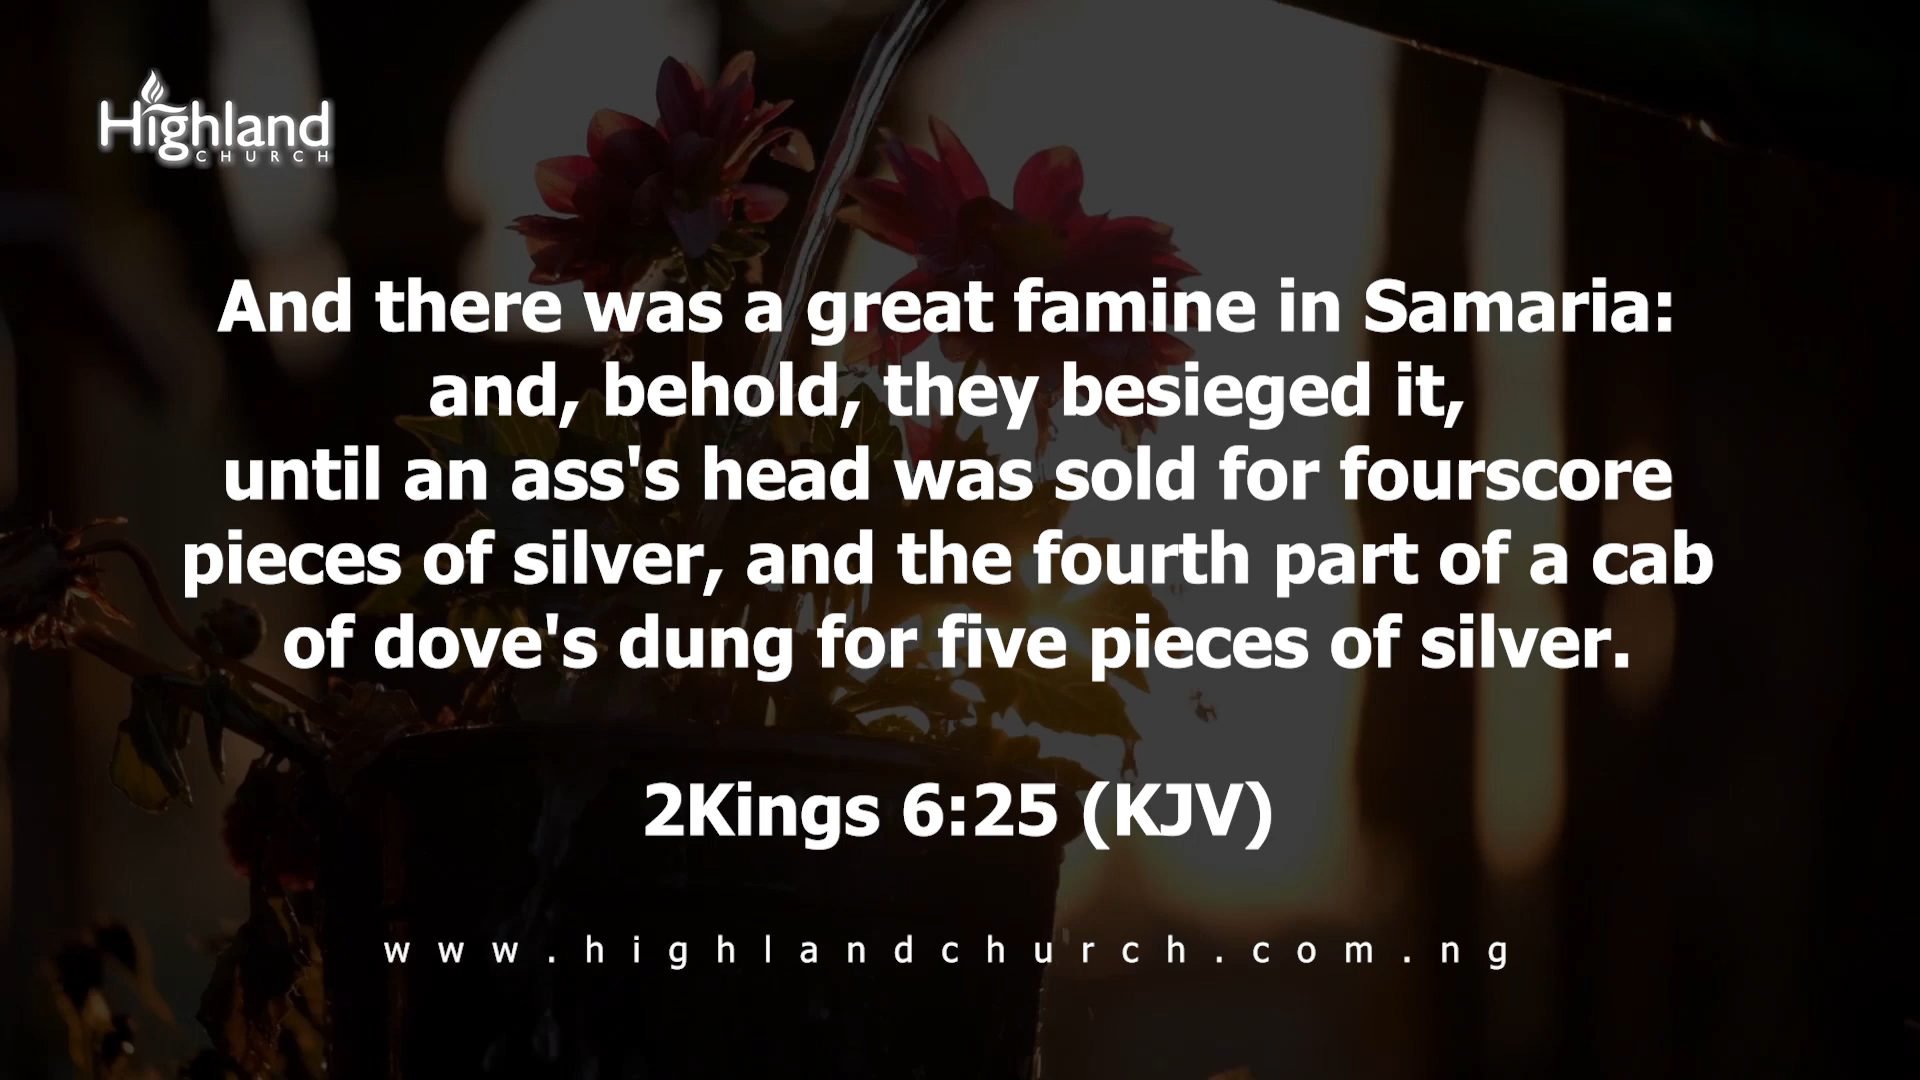 Highland
CHURCH
And there was a great famine in Samaria:
and, behold, they besieged it,
until an ass's head was sold for fourscore
pieces of silver, and the fourth part of a cab
of dove's dung for five pieces of silver.
2Kings 6:25 (KJV)
www.highlandchurch.com.ng